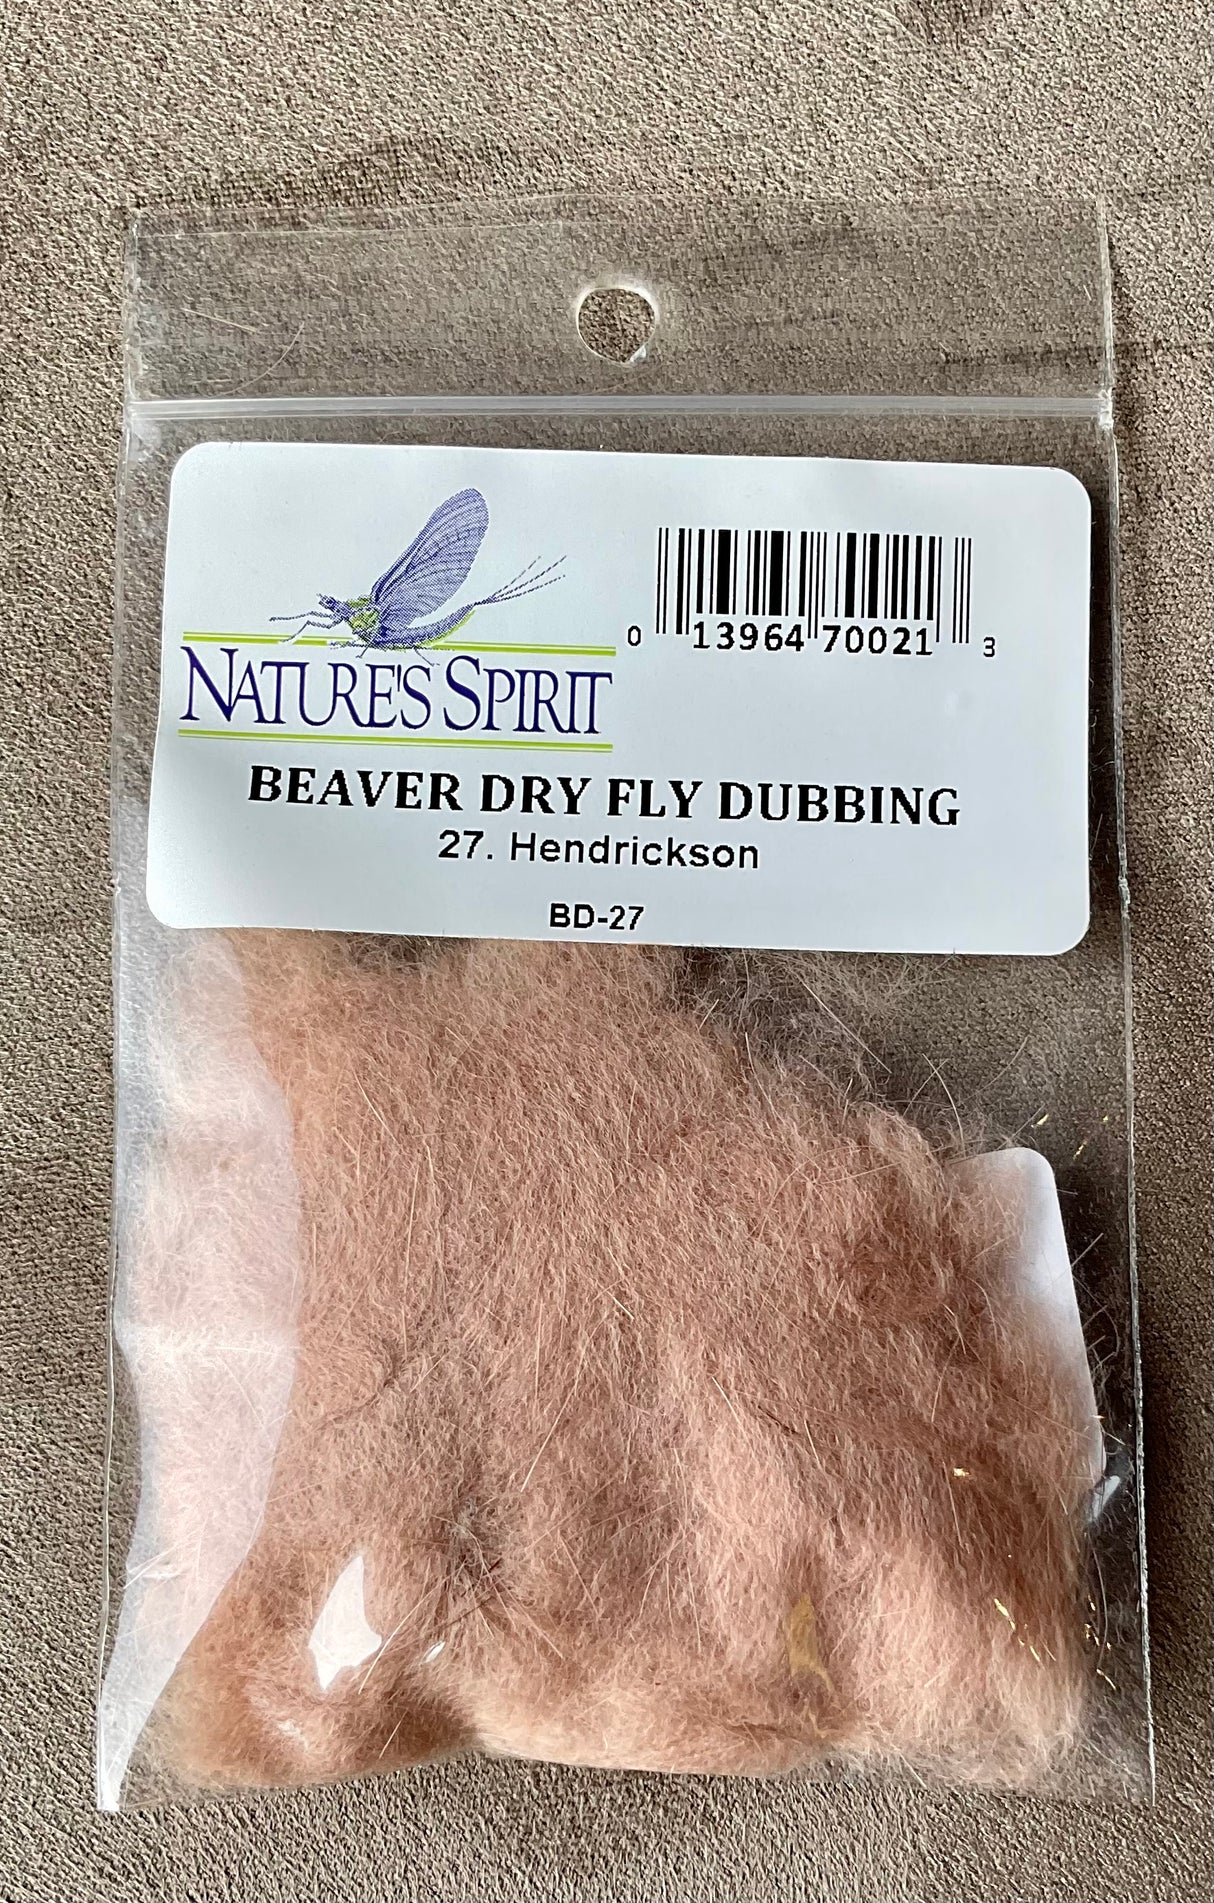 0 13964 70021 3
NATURE'S SPIRIT
BEAVER DRY FLY DUBBING
27. Hendrickson
BD-27